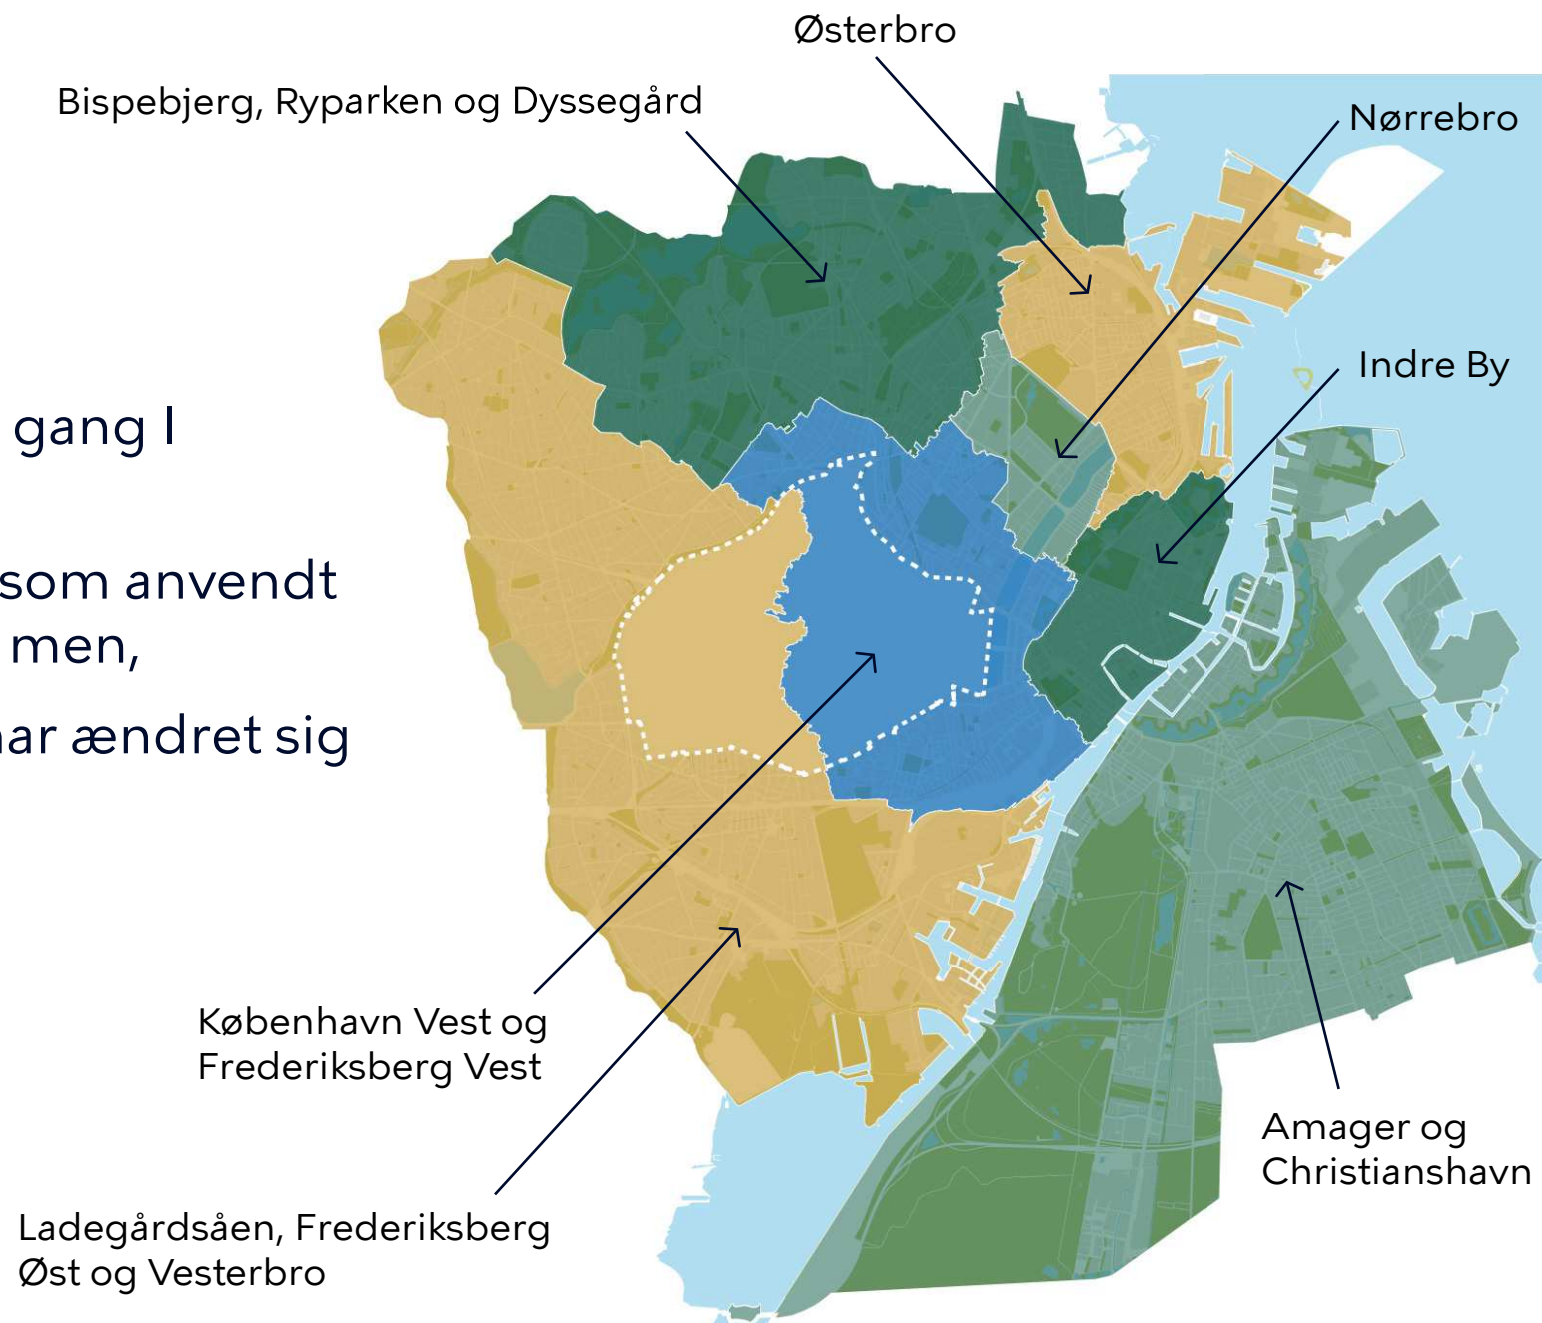 Østerbro
Bispebjerg, Ryparken og Dyssegård
Nørrebro
Indre By
gang I
som anvendt
men,
har ændret sig
København Vest og
Frederiksberg Vest
Amager og
Christianshavn
Ladegårdsåen, Frederiksberg
Øst og Vesterbro